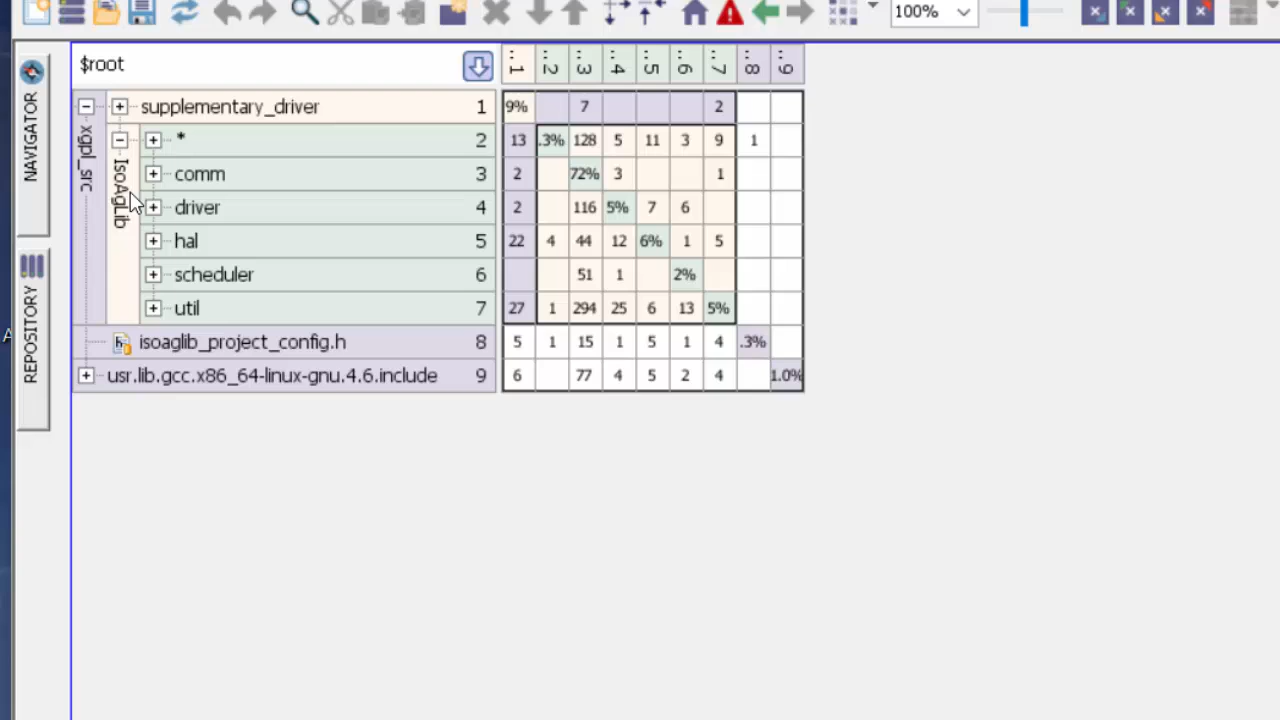 100%
$root
.: 1 .: 2 .: 3 .: 4 .: 5 .: 6 .: 7 .: 8 .: 9
supplementary_driver 1 9% 7 2
* 2 13 .3% 128 5 11 3 9 1
comm 3 2 72% 3 1
driver 4 2 116 5% 7 6
hal 5 22 4 44 12 6% 1 5
scheduler 6 51 1 2%
util 7 27 1 294 25 6 13 5%
isoaglib_project_config.h 8 5 1 15 1 5 1 4 .3%
usr.lib.gcc.x86_64-linux-gnu.4.6.include 9 6 77 4 5 2 4 1.0%
xgpl_src
IsoAgLib
NAVIGATOR
REPOSITORY
A